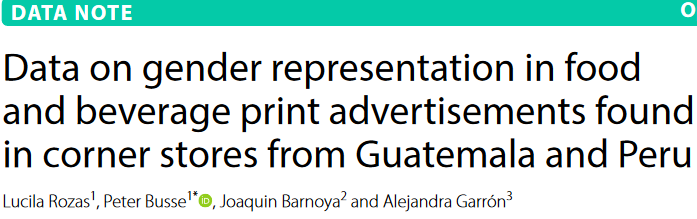 DATA NOTE
O
Data on gender representation in food
and beverage print advertisements found
in corner stores from Guatemala and Peru
Lucila Rozas1, Peter Busse1*iD, Joaquin Barnoya2 and Alejandra Garrón3